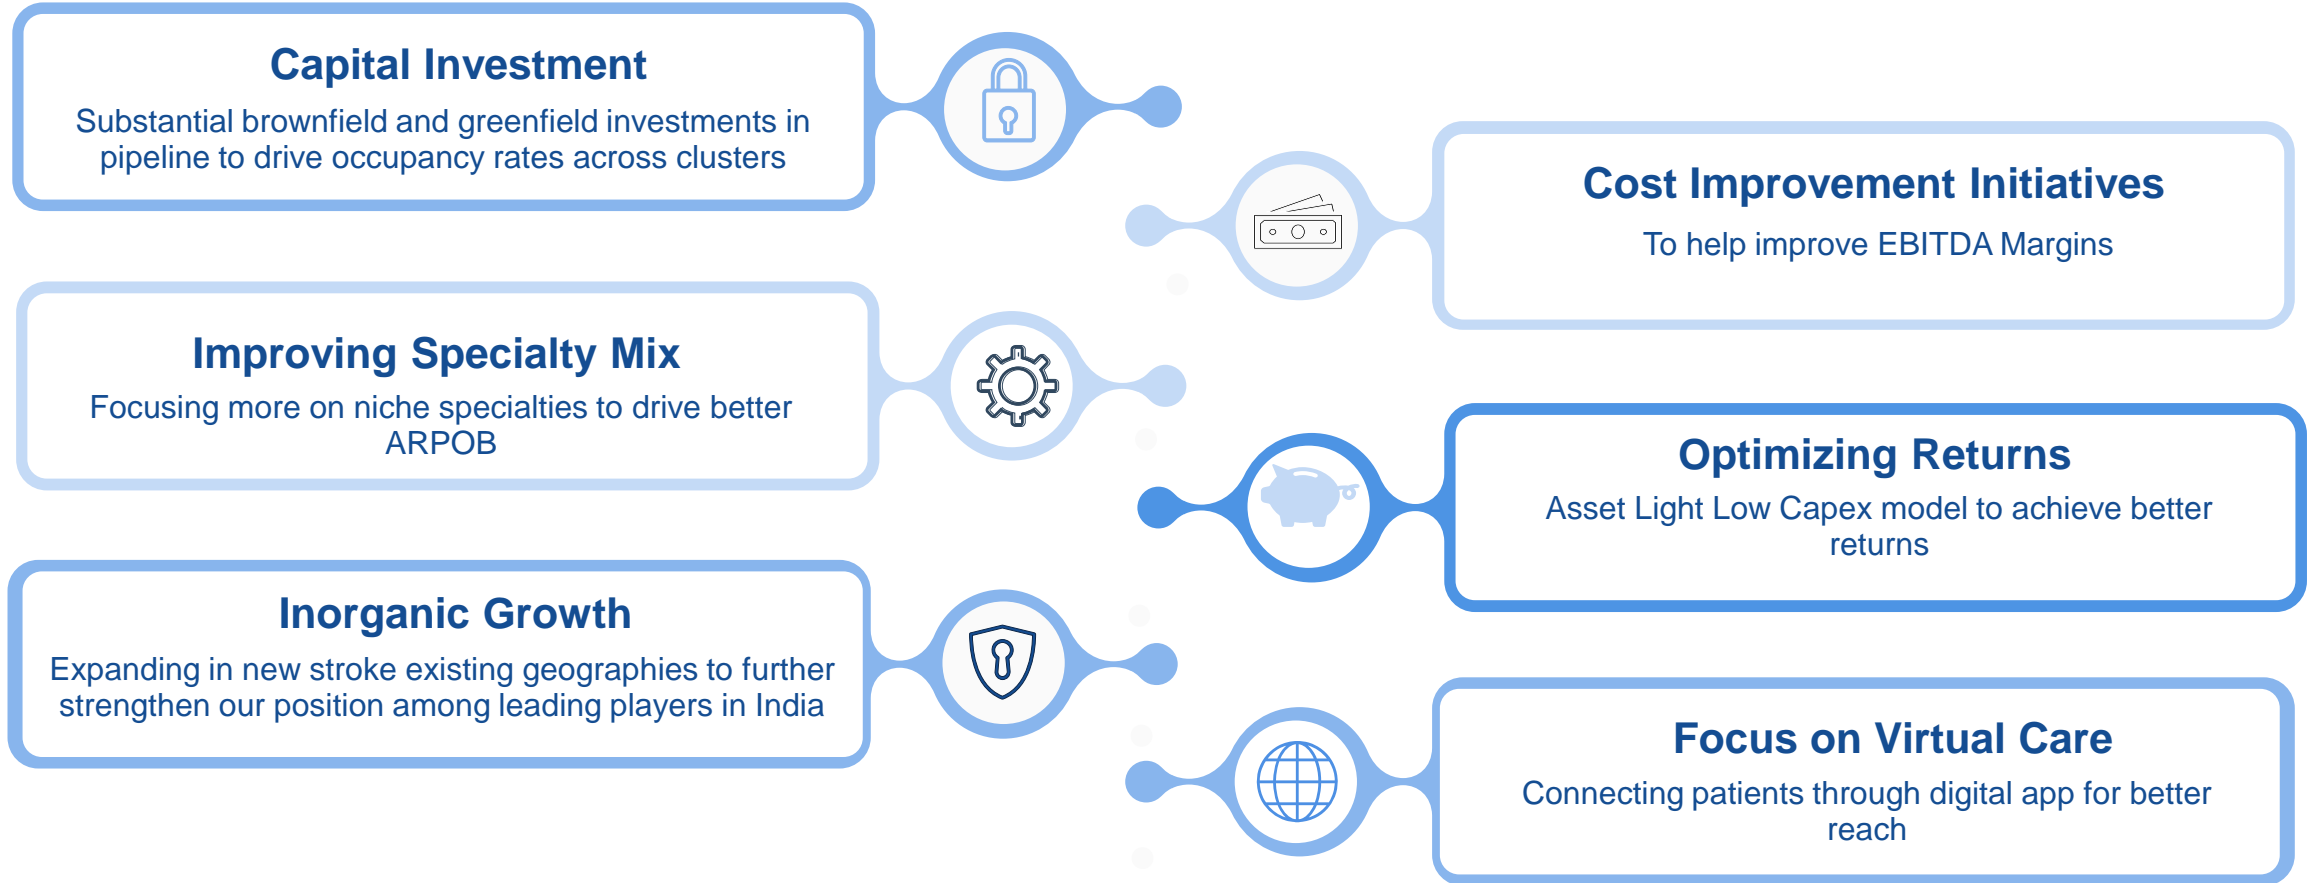 Capital Investment
Substantial brownfield and greenfield investments in
pipeline to drive occupancy rates across clusters
Cost Improvement Initiatives
To help improve EBITDA Margins
Improving Specialty Mix
Focusing more on niche specialties to drive better
ARPOB
Optimizing Returns
Asset Light Low Capex model to achieve better
returns
Inorganic Growth
Expanding in new stroke existing geographies to further
strengthen our position among leading players in India
Focus on Virtual Care
Connecting patients through digital app for better
reach